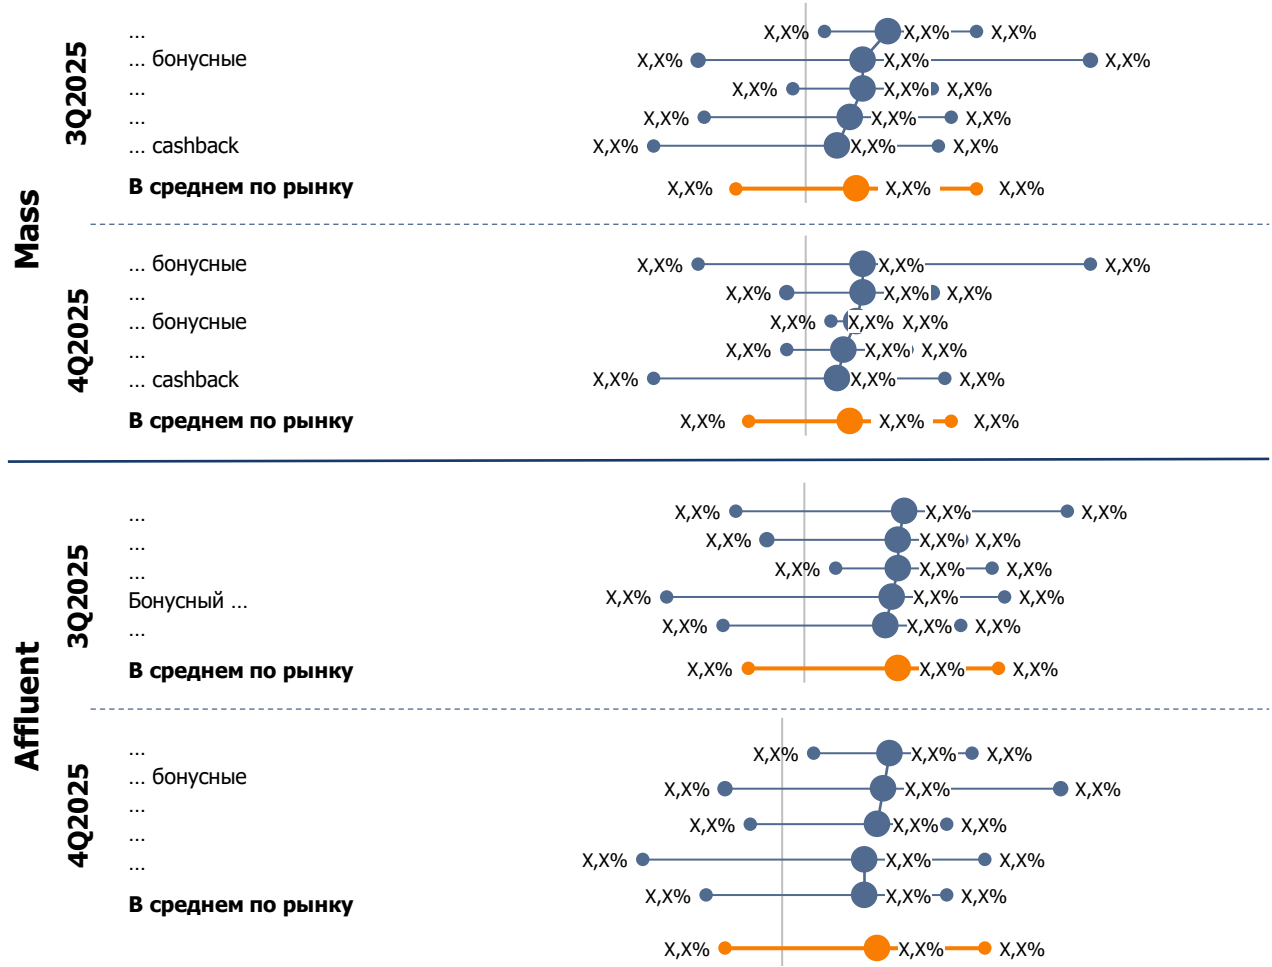 Mass
3Q2025
... X,X% X,X% X,X%
... бонусные X,X% X,X% X,X%
... X,X% X,X% X,X%
... X,X% X,X% X,X%
... cashback X,X% X,X% X,X%
В среднем по рынку X,X% X,X% X,X%
4Q2025
... бонусные X,X% X,X% X,X%
... X,X% X,X% X,X%
... бонусные X,X% X,X% X,X%
... X,X% X,X% X,X%
... cashback X,X% X,X% X,X%
В среднем по рынку X,X% X,X% X,X%
Affluent
3Q2025
... X,X% X,X% X,X%
... X,X% X,X% X,X%
... X,X% X,X% X,X%
Бонусный ... X,X% X,X% X,X%
... X,X% X,X% X,X%
В среднем по рынку X,X% X,X% X,X%
4Q2025
... X,X% X,X% X,X%
... бонусные X,X% X,X% X,X%
... X,X% X,X% X,X%
... X,X% X,X% X,X%
... X,X% X,X% X,X%
В среднем по рынку X,X% X,X% X,X%